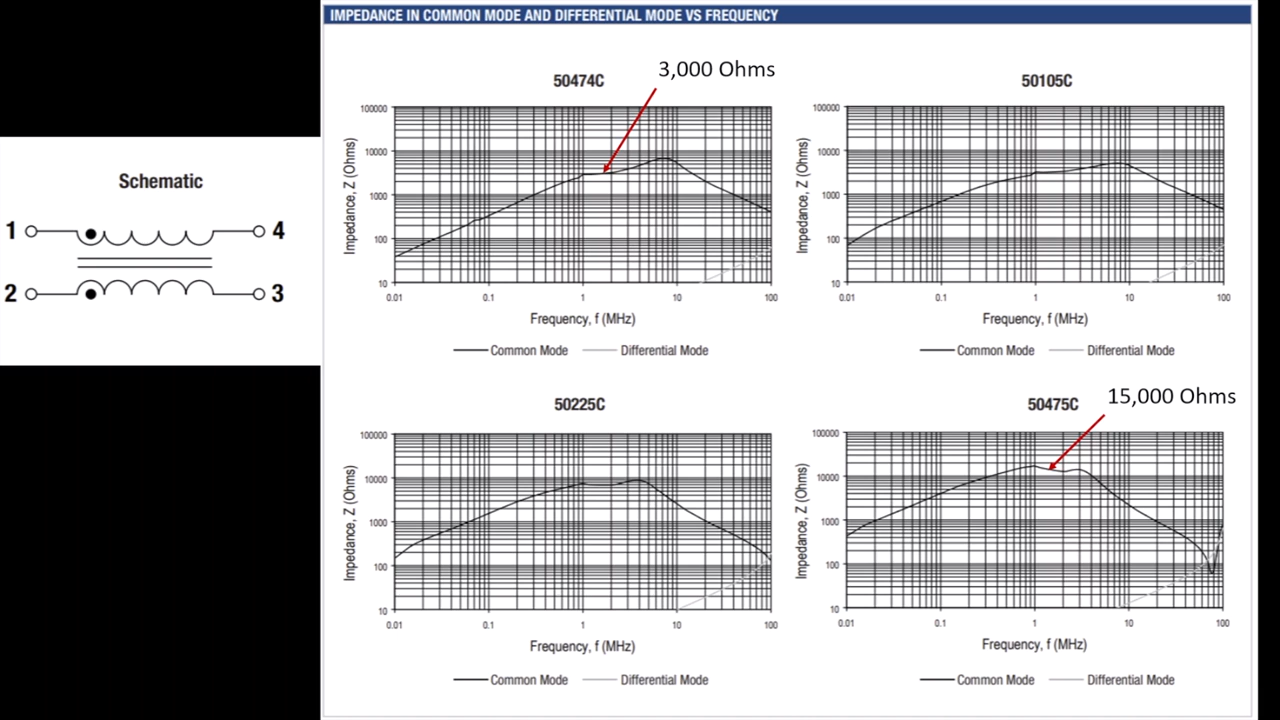 IMPEDANCE IN COMMON MODE AND DIFFERENTIAL MODE VS FREQUENCY
Schematic
1
4
2
3
50474C
3,000 Ohms
Impedance, Z (Ohms)
100000
10000
1000
100
10
0.01 0.1 1 10 100
Frequency, f (MHz)
Common Mode Differential Mode
50105C
Impedance, Z (Ohms)
100000
10000
1000
100
10
0.01 0.1 1 10 100
Frequency, f (MHz)
Common Mode Differential Mode
50225C
Impedance, Z (Ohms)
100000
10000
1000
100
10
0.01 0.1 1 10 100
Frequency, f (MHz)
Common Mode Differential Mode
50475C
15,000 Ohms
Impedance, Z (Ohms)
100000
10000
1000
100
10
0.01 0.1 1 10 100
Frequency, f (MHz)
Common Mode Differential Mode